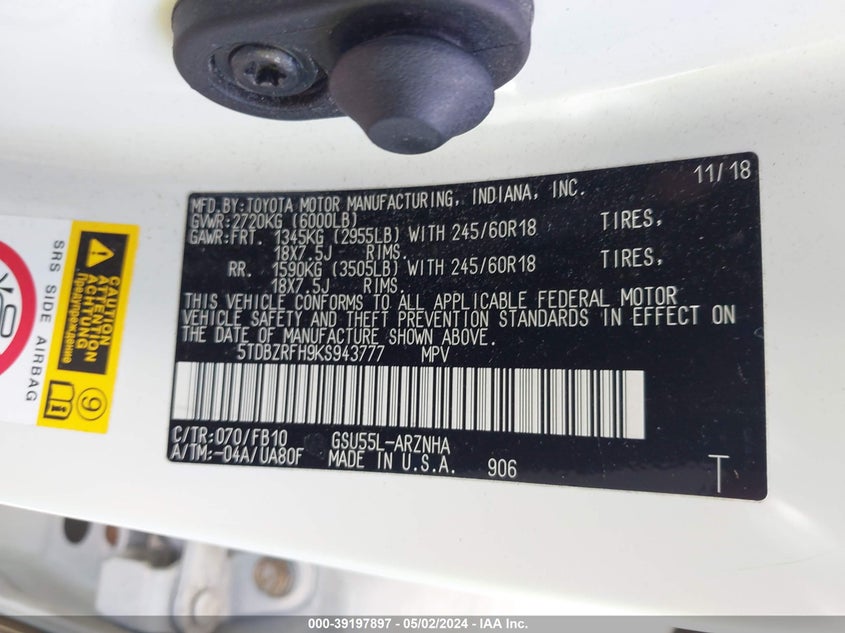 11/18
MFD.BY:TOYOTA MOTOR MANUFACTURING, INDIANA, INC.
GVWR:2720KG (6000LB)
GAWR:FRT. 1345KG (2955LB) WITH 245/60R18 TIRES,
18X7.5J RIMS.
RR. 1590KG (3505LB) WITH 245/60R18 TIRES,
18X7.5J RIMS.
THIS VEHICLE CONFORMS TO ALL APPLICABLE FEDERAL MOTOR
VEHICLE SAFETY AND THEFT PREVENTION STANDARDS IN EFFECT ON
THE DATE OF MANUFACTURE SHOWN ABOVE.
5TDBZRFH9KS943777 MPV
C/TR:070/FB10 GSU55L-ARZNHA
A/TM:-04A/UA80F MADE IN U.S.A. 906
T
SRS SIDE AIRBAG
CAUTION
ATTENTION
ACHTUNG
Предупреждение
9
000-39197897 - 05/02/2024 - IAA Inc.